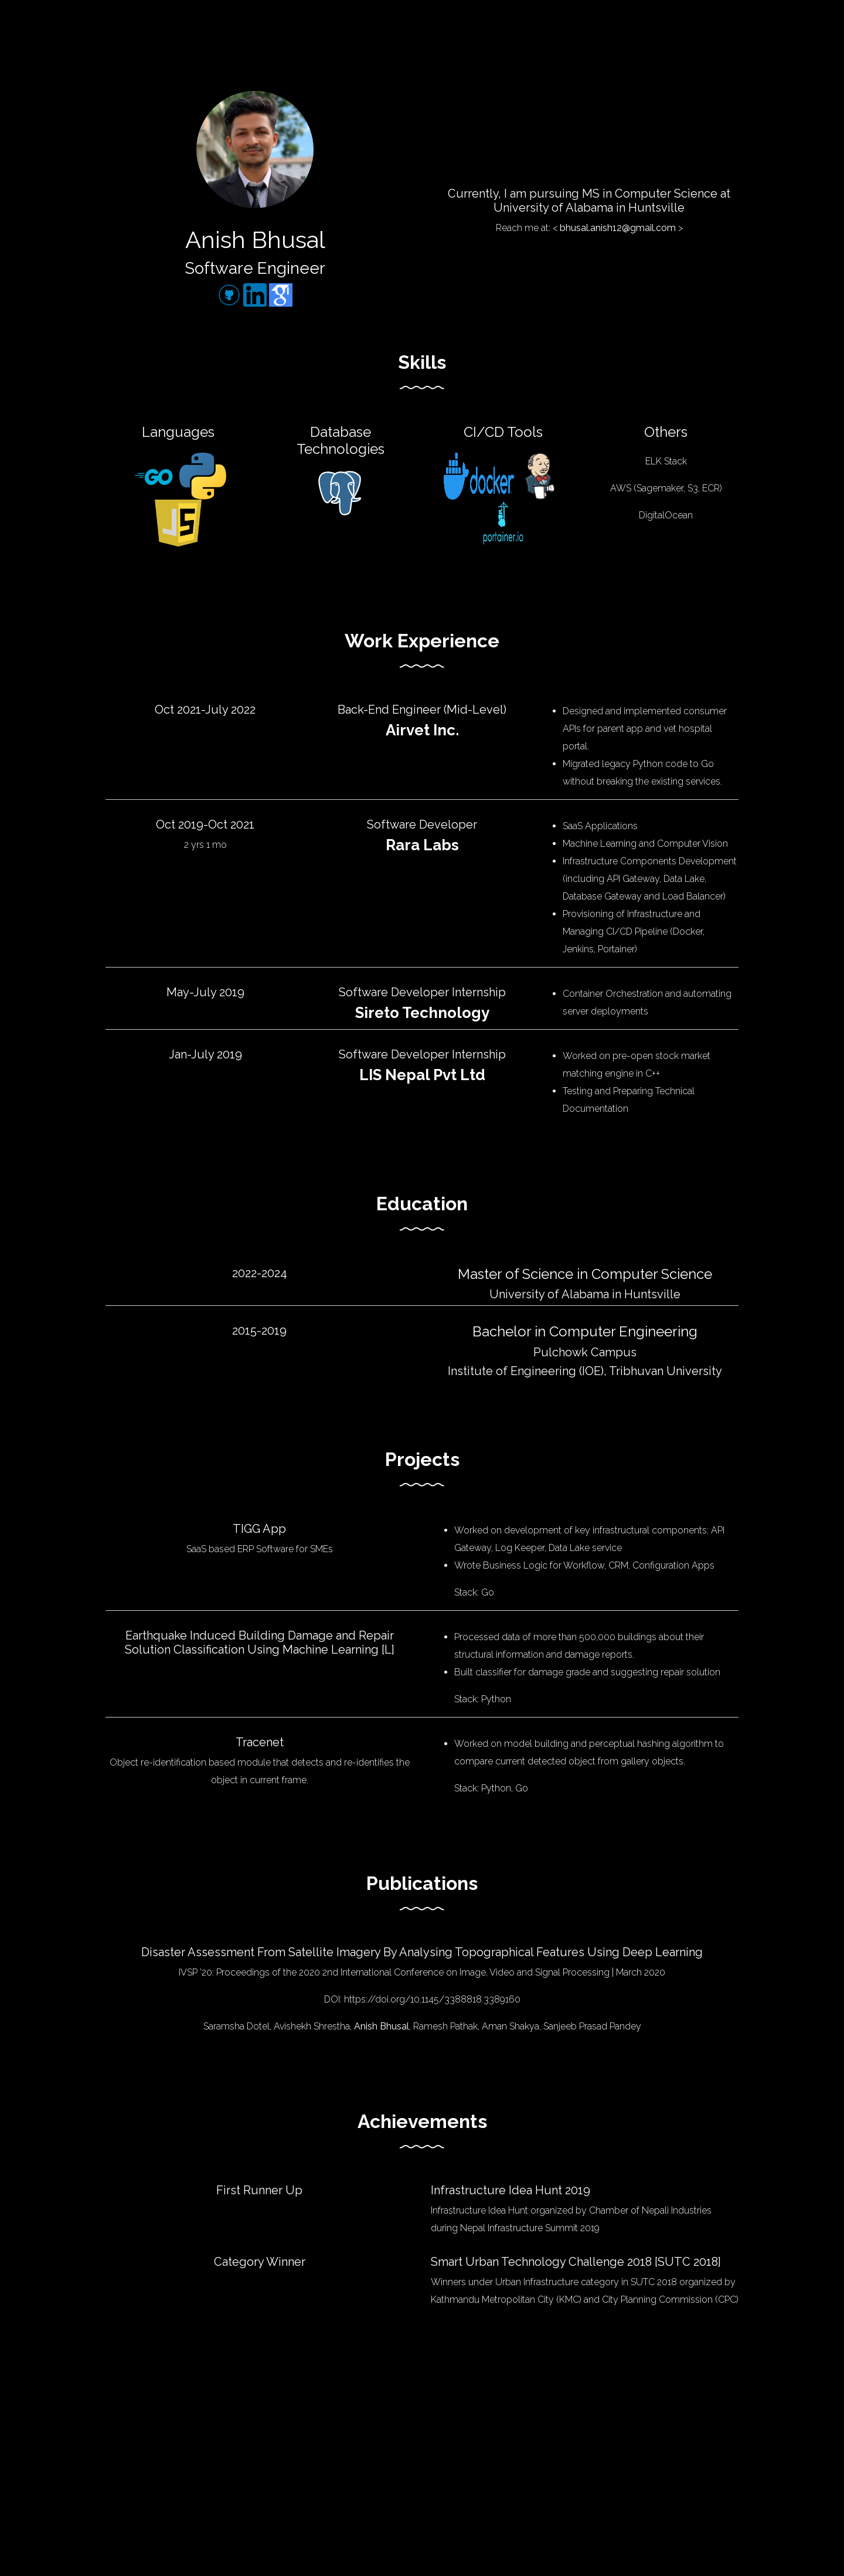 Anish Bhusal
Software Engineer
in
g
Currently, I am pursuing MS in Computer Science at
University of Alabama in Huntsville
Reach me at: < bhusal.anish12@gmail.com >
Skills
Languages
GO
JS
Database
Technologies
CI/CD Tools
docker
portainer.io
Others
ELK Stack
AWS (Sagemaker, S3, ECR)
DigitalOcean
Work Experience
Oct 2021-July 2022
Back-End Engineer (Mid-Level)
Airvet Inc.
• Designed and implemented consumer
APIs for parent app and vet hospital
portal.
• Migrated legacy Python code to Go
without breaking the existing services.
Oct 2019-Oct 2021
2 yrs 1 mo
Software Developer
Rara Labs
• SaaS Applications
• Machine Learning and Computer Vision
• Infrastructure Components Development
(including API Gateway, Data Lake,
Database Gateway and Load Balancer)
• Provisioning of Infrastructure and
Managing CI/CD Pipeline (Docker,
Jenkins, Portainer)
May-July 2019
Software Developer Internship
Sireto Technology
• Container Orchestration and automating
server deployments
Jan-July 2019
Software Developer Internship
LIS Nepal Pvt Ltd
• Worked on pre-open stock market
matching engine in C++
• Testing and Preparing Technical
Documentation
Education
2022-2024
Master of Science in Computer Science
University of Alabama in Huntsville
2015-2019
Bachelor in Computer Engineering
Pulchowk Campus
Institute of Engineering (IOE), Tribhuvan University
Projects
TIGG App
SaaS based ERP Software for SMEs
• Worked on development of key infrastructural components: API
Gateway, Log Keeper, Data Lake service
• Wrote Business Logic for Workflow, CRM, Configuration Apps
Stack: Go
Earthquake Induced Building Damage and Repair
Solution Classification Using Machine Learning [L]
• Processed data of more than 500,000 buildings about their
structural information and damage reports.
• Built classifier for damage grade and suggesting repair solution
Stack: Python
Tracenet
Object re-identification based module that detects and re-identifies the
object in current frame.
• Worked on model building and perceptual hashing algorithm to
compare current detected object from gallery objects.
Stack: Python, Go
Publications
Disaster Assessment From Satellite Imagery By Analysing Topographical Features Using Deep Learning
IVSP '20: Proceedings of the 2020 2nd International Conference on Image, Video and Signal Processing | March 2020
DOI: https://doi.org/10.1145/3388818.3389160
Saramsha Dotel, Avishekh Shrestha, Anish Bhusal, Ramesh Pathak, Aman Shakya, Sanjeeb Prasad Pandey
Achievements
First Runner Up
Infrastructure Idea Hunt 2019
Infrastructure Idea Hunt organized by Chamber of Nepali Industries
during Nepal Infrastructure Summit 2019
Category Winner
Smart Urban Technology Challenge 2018 [SUTC 2018]
Winners under Urban Infrastructure category in SUTC 2018 organized by
Kathmandu Metropolitan City (KMC) and City Planning Commission (CPC)